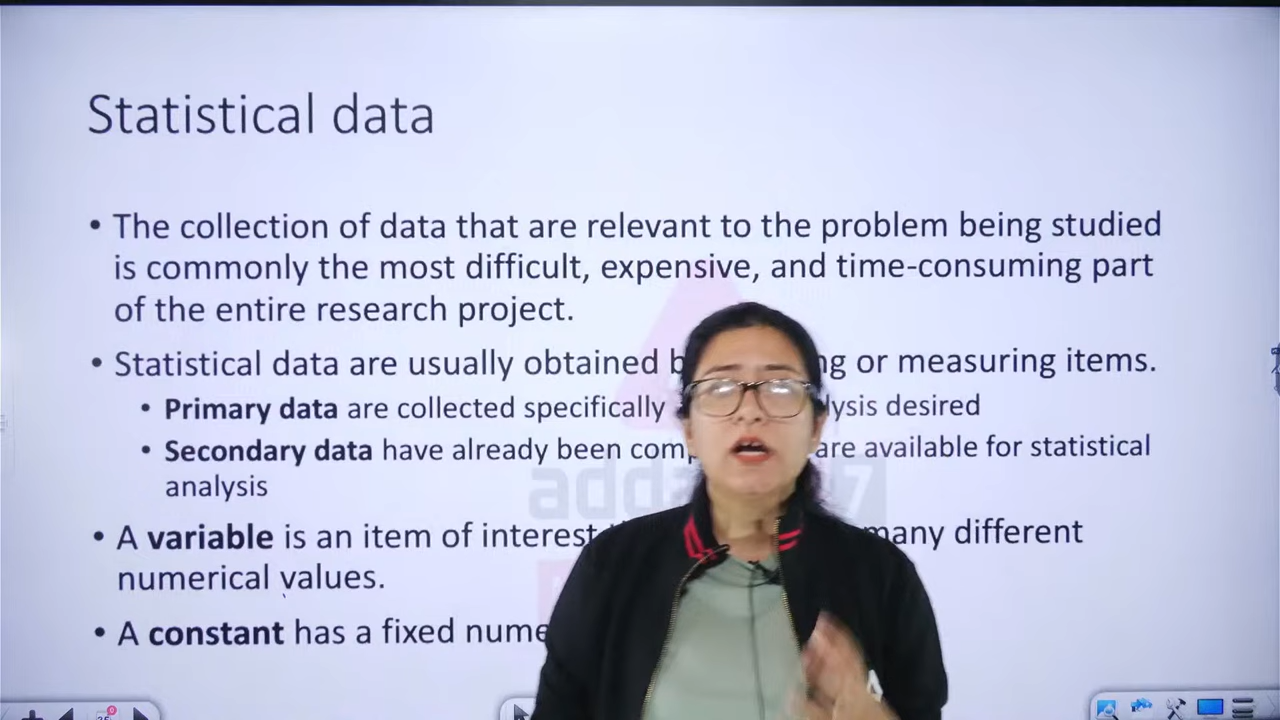 Statistical data
• The collection of data that are relevant to the problem being studied
is commonly the most difficult, expensive, and time-consuming part
of the entire research project.
• Statistical data are usually obtained b ng or measuring items.
• Primary data are collected specifically lysis desired
• Secondary data have already been comp are available for statistical
analysis
• A variable is an item of interest many different
numerical values.
• A constant has a fixed nume
adda 7